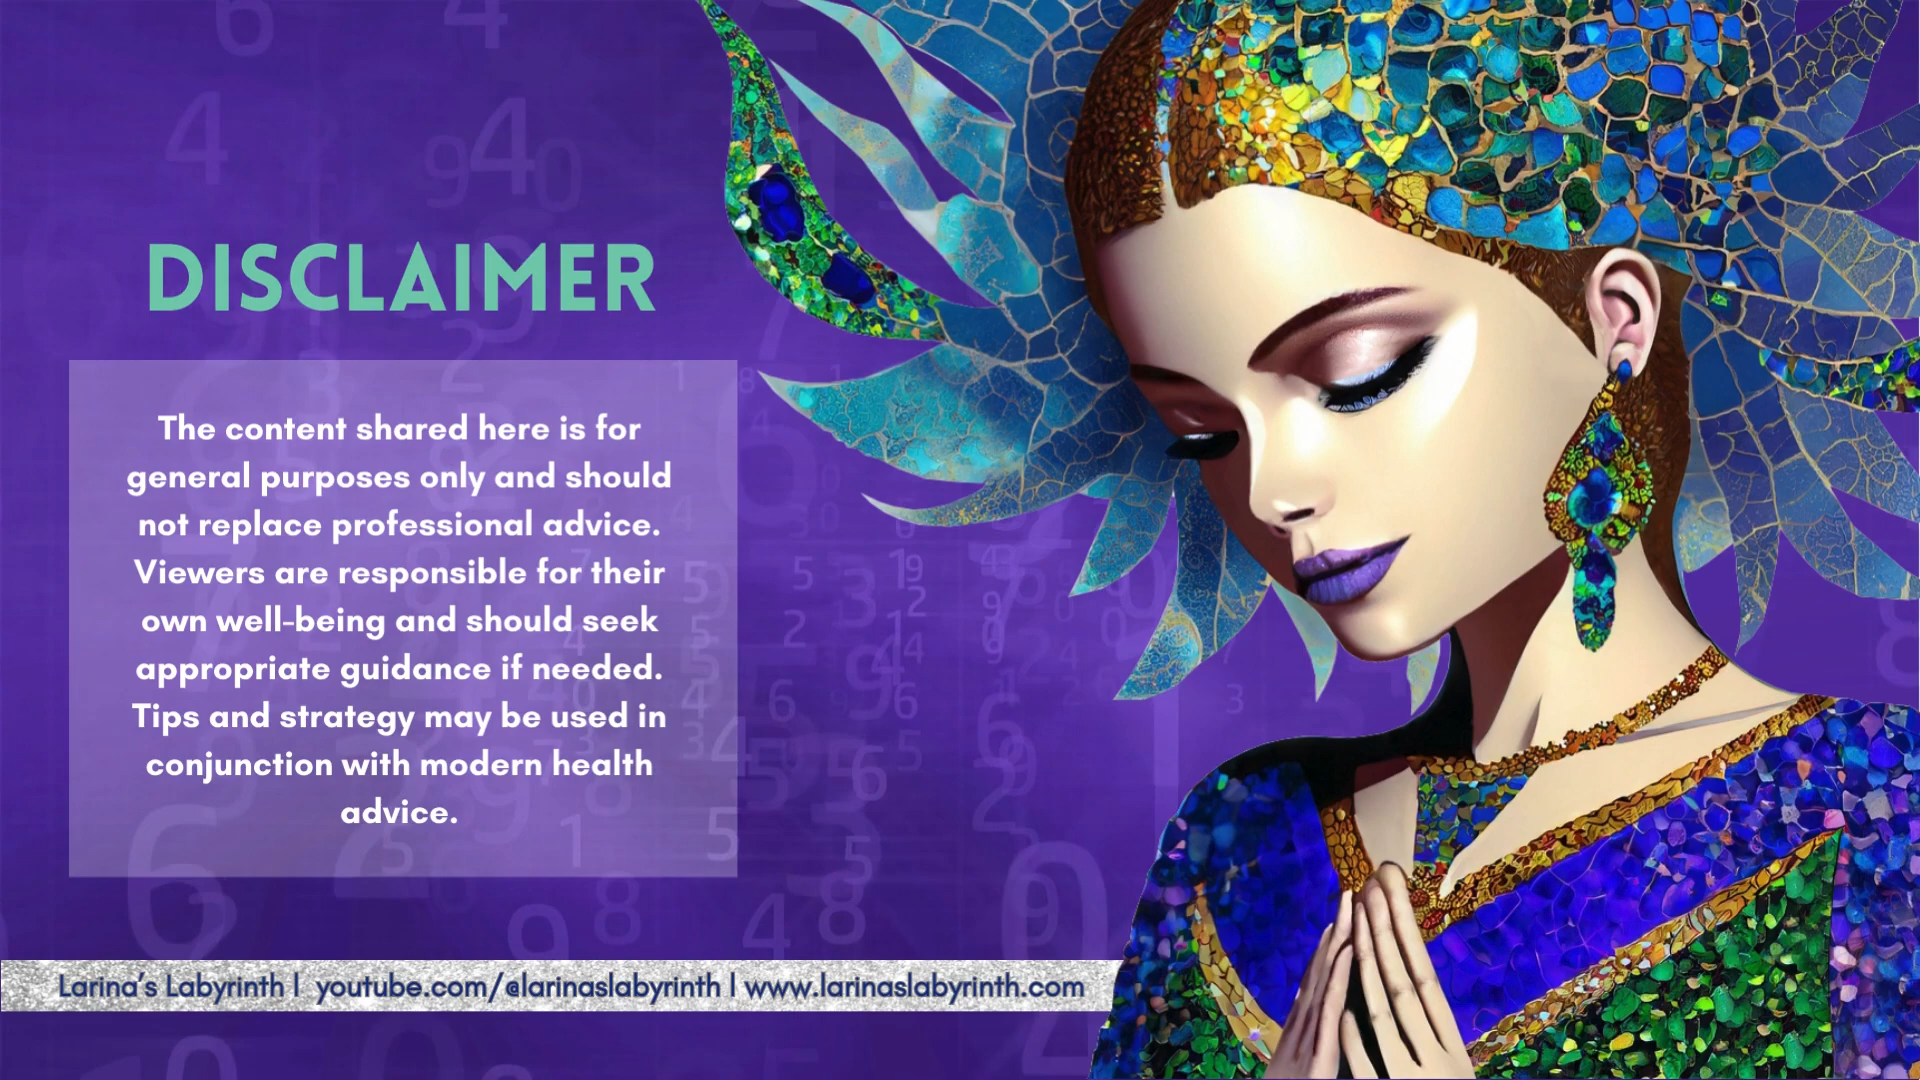 DISCLAIMER
The content shared here is for
general purposes only and should
not replace professional advice.
Viewers are responsible for their
own well-being and should seek
appropriate guidance if needed.
Tips and strategy may be used in
conjunction with modern health
advice.
Larina's Labyrinth | youtube.com/@larinaslabyrinth | www.larinaslabyrinth.com